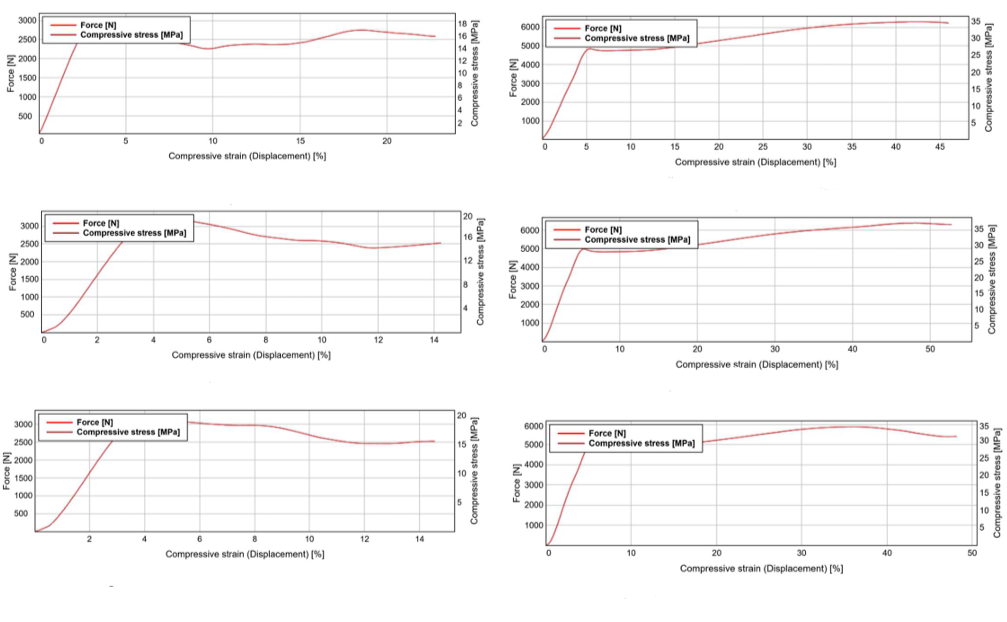 Force [N]
Compressive stress [MPa]
3000
2500
2000
1500
1000
500
Force [N]
18
16
14
12
10
8
6
4
2
Compressive stress [MPa]
0 5 10 15 20
Compressive strain (Displacement) [%]
Force [N]
Compressive stress [MPa]
6000
5000
4000
3000
2000
1000
Force [N]
35
30
25
20
15
10
5
Compressive stress [MPa]
0 5 10 15 20 25 30 35 40 45
Compressive strain (Displacement) [%]
Force [N]
Compressive stress [MPa]
3000
2500
2000
1500
1000
500
Force [N]
20
16
12
8
4
Compressive stress [MPa]
0 2 4 6 8 10 12 14
Compressive strain (Displacement) [%]
Force [N]
Compressive stress [MPa]
6000
5000
4000
3000
2000
1000
Force [N]
35
30
25
20
15
10
5
Compressive stress [MPa]
0 10 20 30 40 50
Compressive strain (Displacement) [%]
Force [N]
Compressive stress [MPa]
3000
2500
2000
1500
1000
500
Force [N]
20
15
10
5
Compressive stress [MPa]
2 4 6 8 10 12 14
Compressive strain (Displacement) [%]
Force [N]
Compressive stress [MPa]
6000
5000
4000
3000
2000
1000
Force [N]
35
30
25
20
15
10
5
Compressive stress [MPa]
0 10 20 30 40 50
Compressive strain (Displacement) [%]